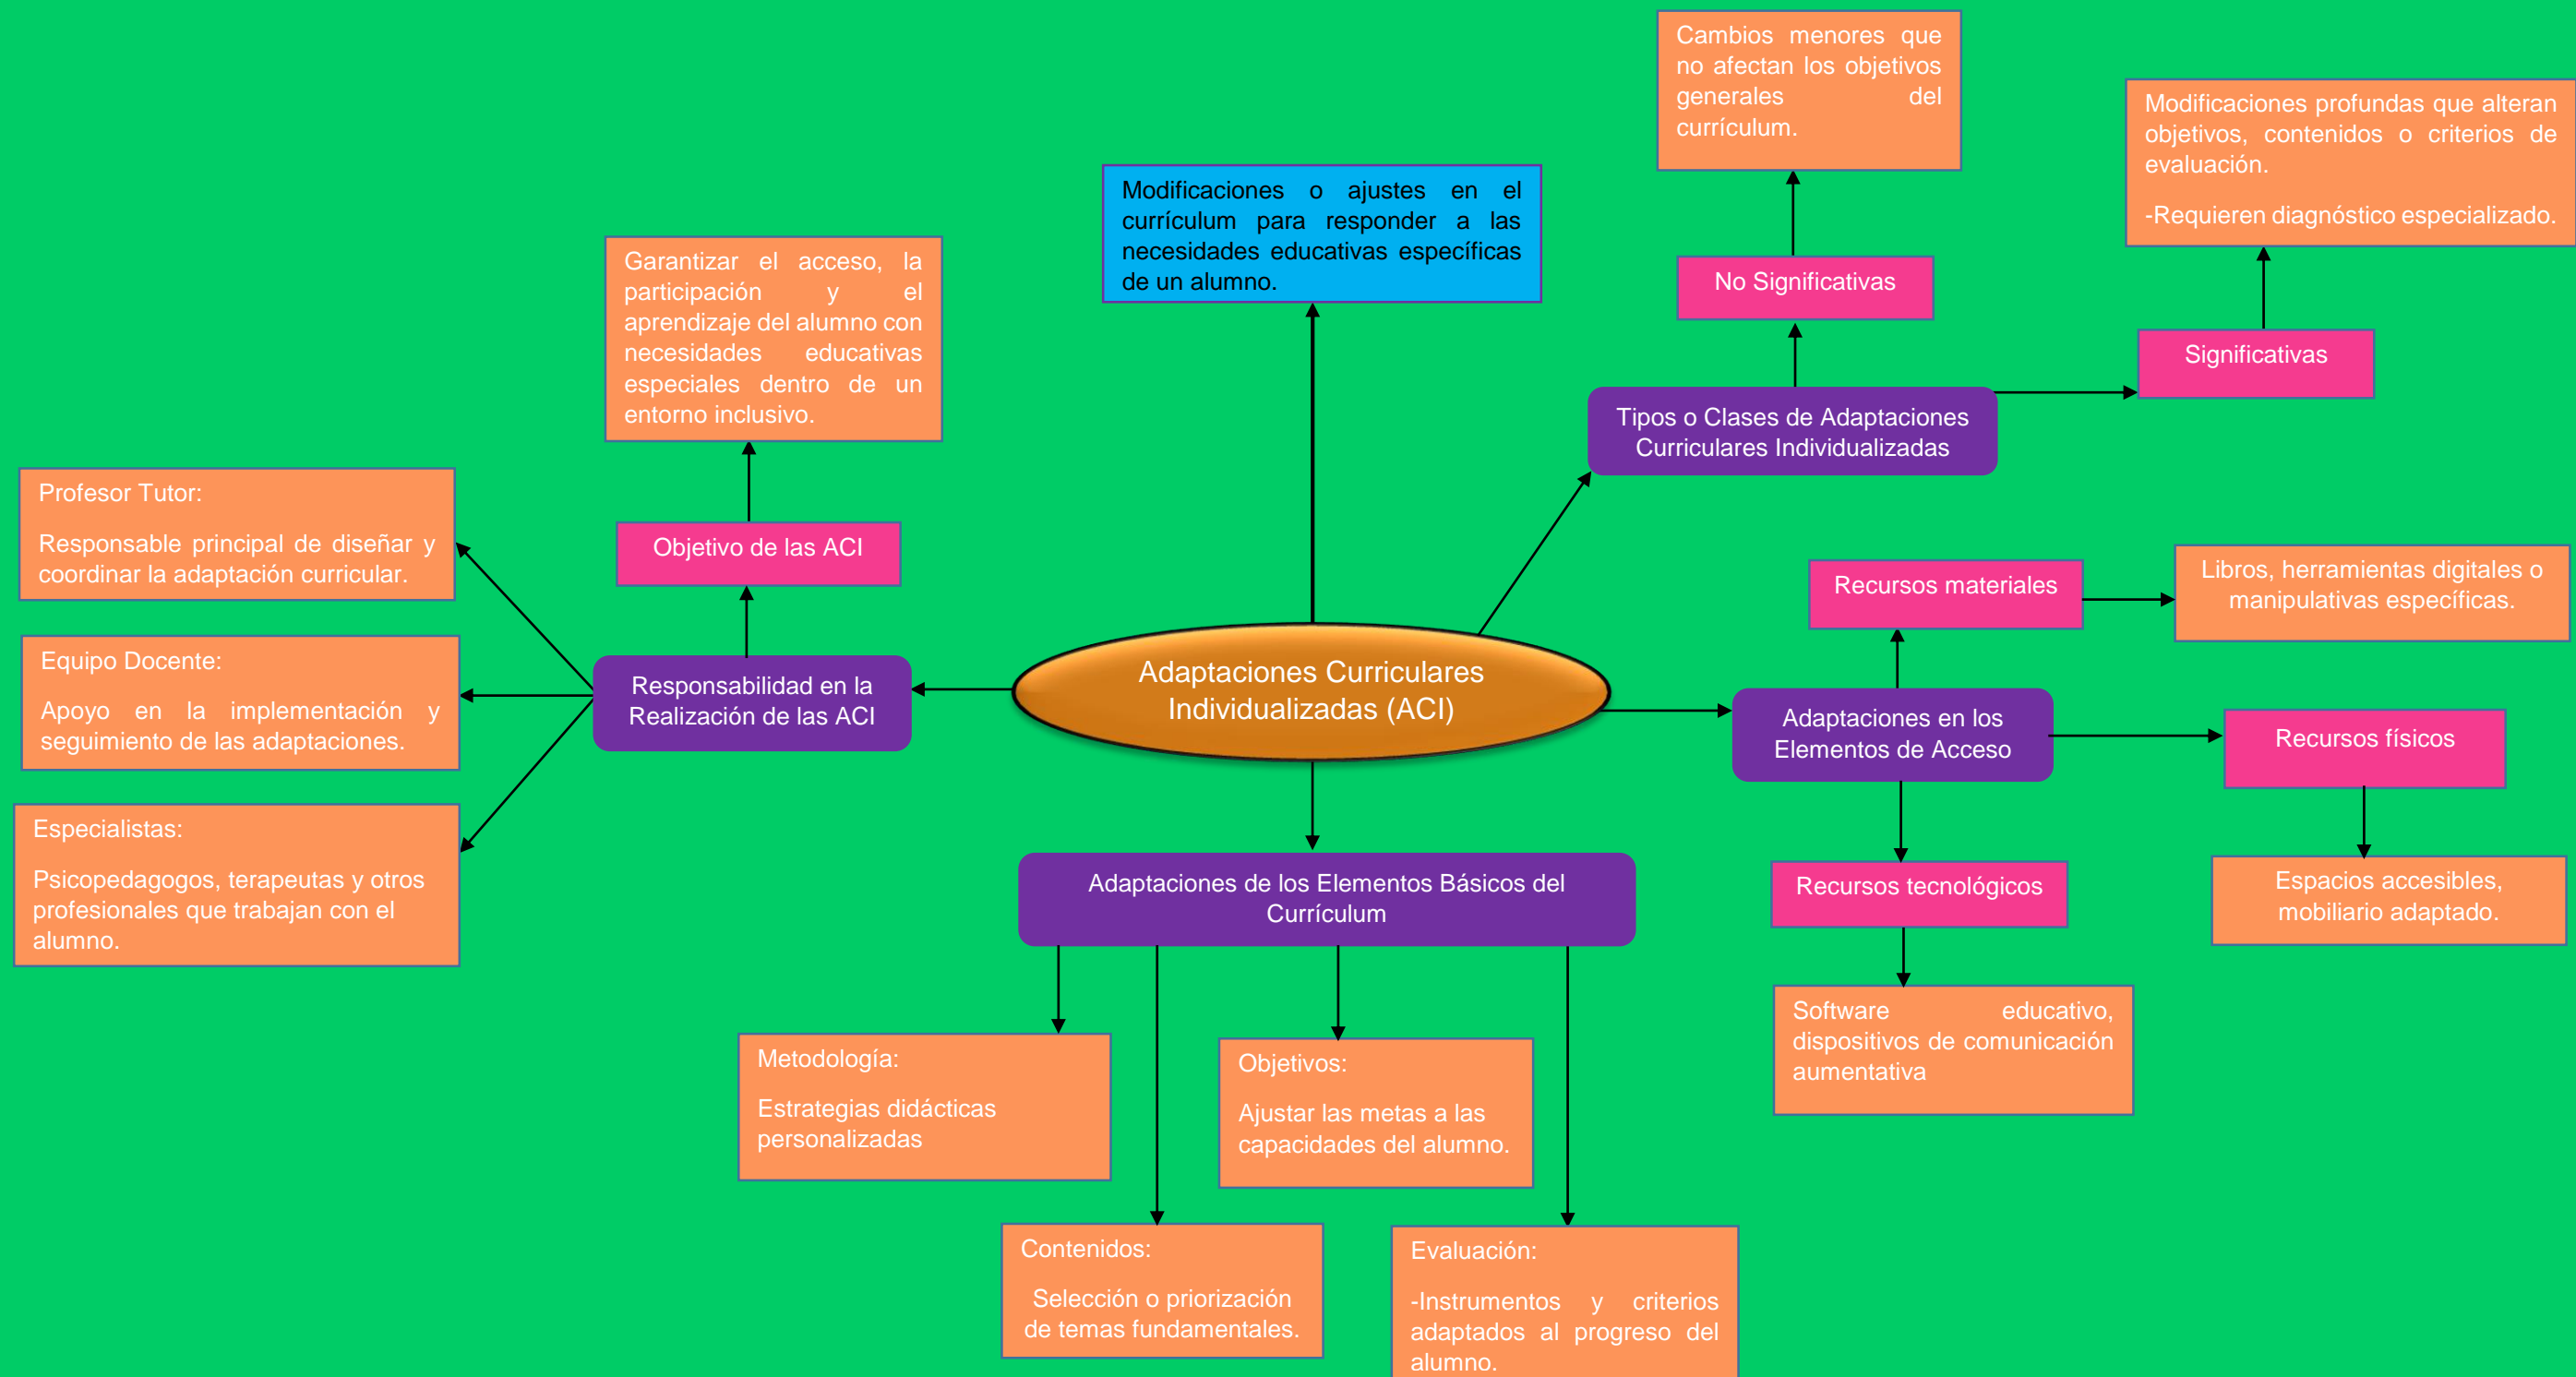 Cambios menores que
no afectan los objetivos
generales del
currículum.
Modificaciones profundas que alteran
objetivos, contenidos o criterios de
evaluación.
-Requieren diagnóstico especializado.
Modificaciones o ajustes en el
currículum para responder a las
necesidades educativas específicas
de un alumno.
Garantizar el acceso, la
participación y el
aprendizaje del alumno con
necesidades educativas
especiales dentro de un
entorno inclusivo.
No Significativas
Significativas
Tipos o Clases de Adaptaciones
Curriculares Individualizadas
Profesor Tutor:
Responsable principal de diseñar y
coordinar la adaptación curricular.
Objetivo de las ACI
Recursos materiales
Libros, herramientas digitales o
manipulativas específicas.
Equipo Docente:
Apoyo en la implementación y
seguimiento de las adaptaciones.
Responsabilidad en la
Realización de las ACI
Adaptaciones Curriculares
Individualizadas (ACI)
Adaptaciones en los
Elementos de Acceso
Recursos físicos
Especialistas:
Psicopedagogos, terapeutas y otros
profesionales que trabajan con el
alumno.
Adaptaciones de los Elementos Básicos del
Currículum
Recursos tecnológicos
Espacios accesibles,
mobiliario adaptado.
Software educativo,
dispositivos de comunicación
aumentativa
Metodología:
Estrategias didácticas
personalizadas
Objetivos:
Ajustar las metas a las
capacidades del alumno.
Contenidos:
Selección o priorización
de temas fundamentales.
Evaluación:
-Instrumentos y criterios
adaptados al progreso del
alumno.